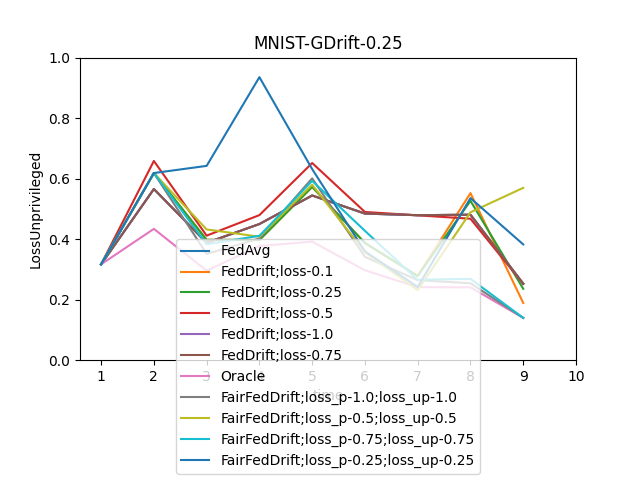 MNIST-GDrift-0.25
LossUnprivileged
1.0
0.8
0.6
0.4
0.2
0.0
1 2 3 4 5 6 7 8 9 10
FedAvg
FedDrift;loss-0.1
FedDrift;loss-0.25
FedDrift;loss-0.5
FedDrift;loss-1.0
FedDrift;loss-0.75
Oracle
FairFedDrift;loss_p-1.0;loss_up-1.0
FairFedDrift;loss_p-0.5;loss_up-0.5
FairFedDrift;loss_p-0.75;loss_up-0.75
FairFedDrift;loss_p-0.25;loss_up-0.25